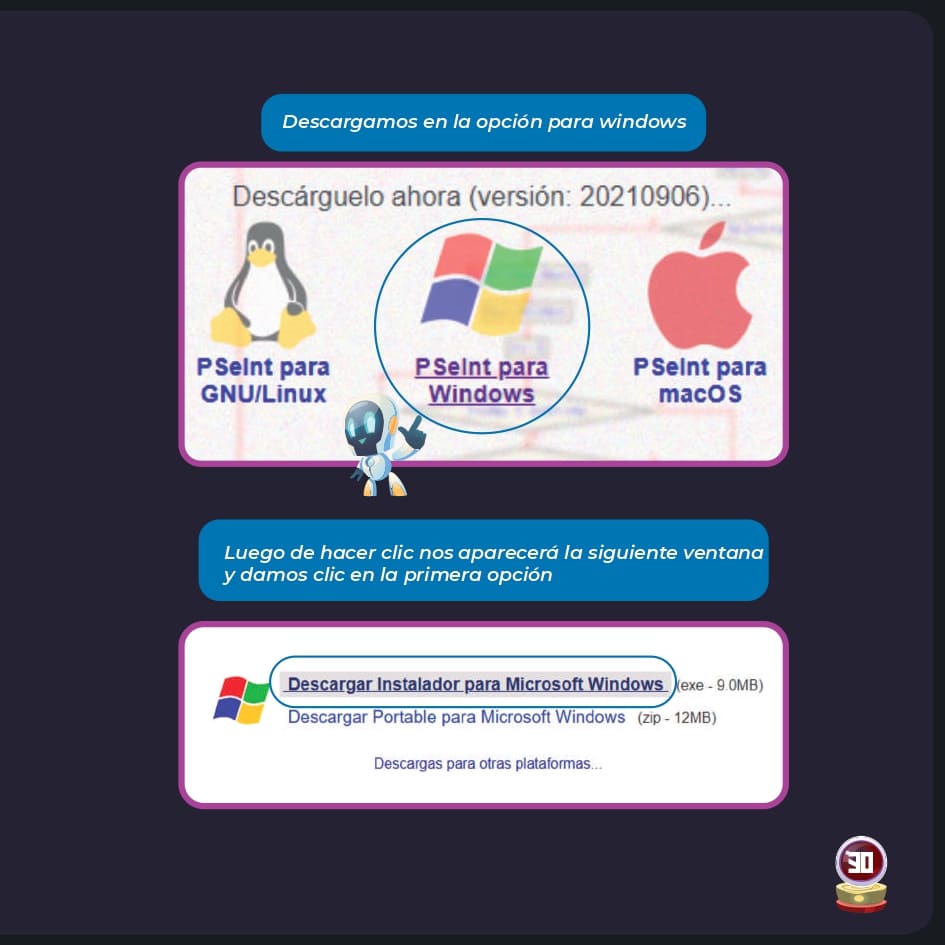 Descargamos en la opción para windows
Descárguelo ahora (versión: 20210906)...
PSeInt para
GNU/Linux
PSeInt para
Windows
PSeInt para
macOS
Luego de hacer clic nos aparecerá la siguiente ventana
y damos clic en la primera opción
Descargar Instalador para Microsoft Windows (exe - 9.0MB)
Descargar Portable para Microsoft Windows (zip - 12MB)
Descargas para otras plataformas...
30